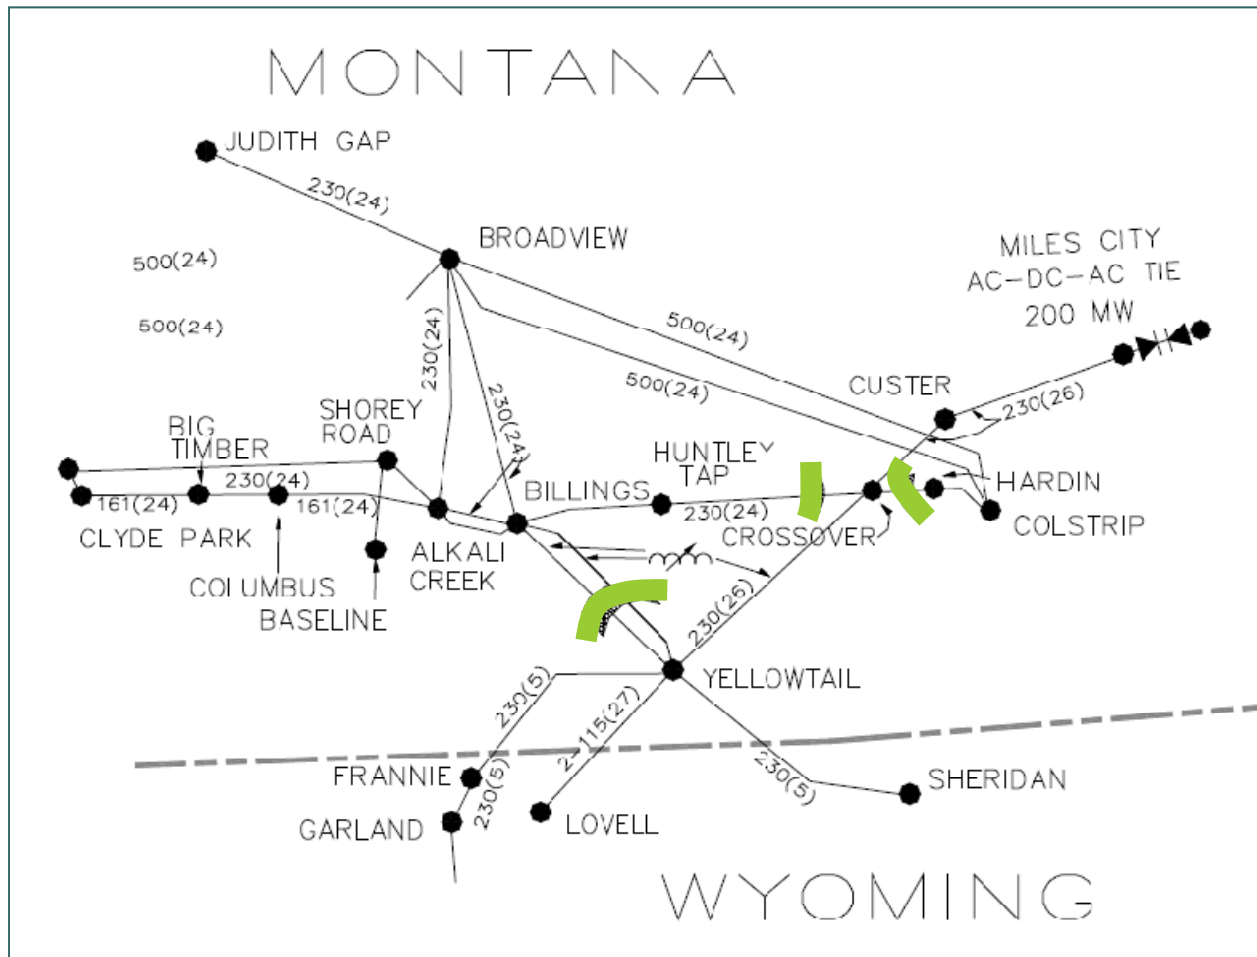 MONTANA
JUDITH GAP
230(24)
BROADVIEW
500(24)
500(24)
MILES CITY
AC-DC-AC TIE
200 MW
230(24)
500(24)
500(24)
CUSTER
230(26)
230(24)
SHOREY
ROAD
BIG
TIMBER
HUNTLEY
TAP
HARDIN
230(24)
161(24)
161(24)
BILLINGS
230(24)
COLSTRIP
CLYDE PARK
CROSSOVER
ALKALI
CREEK
COLUMBUS
BASELINE
230(26)
YELLOWTAIL
230(5)
2-115(27)
FRANNIE
230(5)
230(5)
SHERIDAN
GARLAND
LOVELL
WYOMING